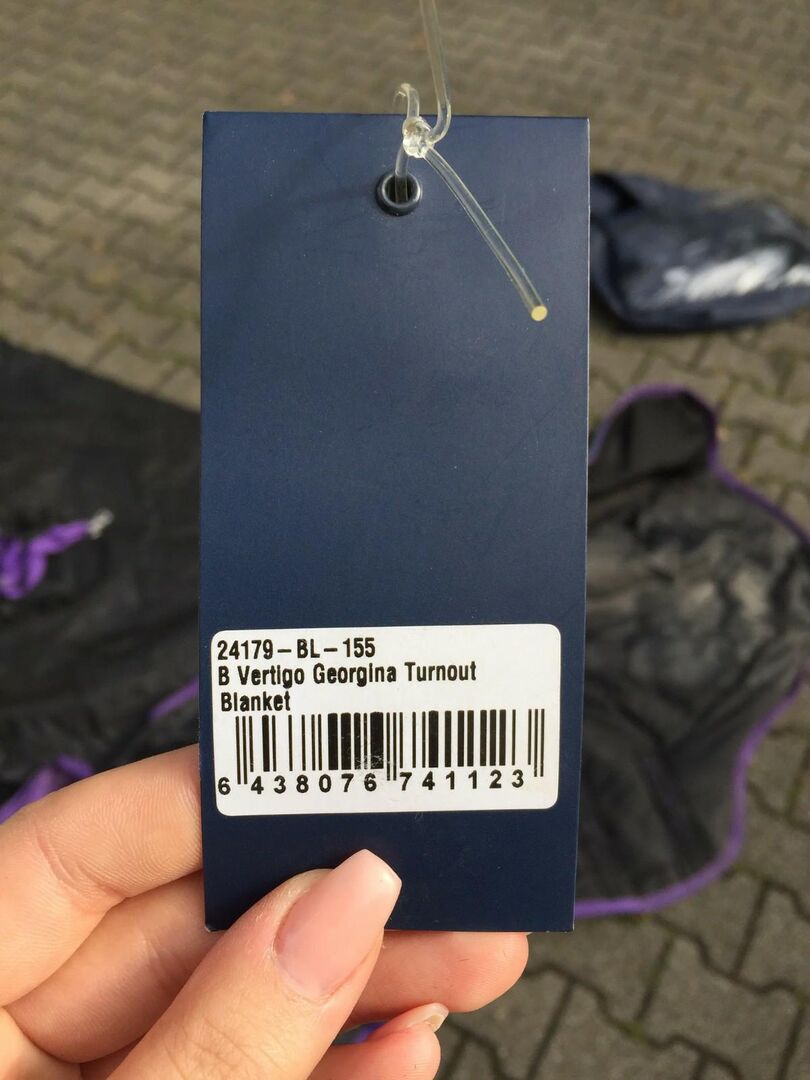 24179-BL-155
B Vertigo Georgina Turnout
Blanket
6 438076 741123